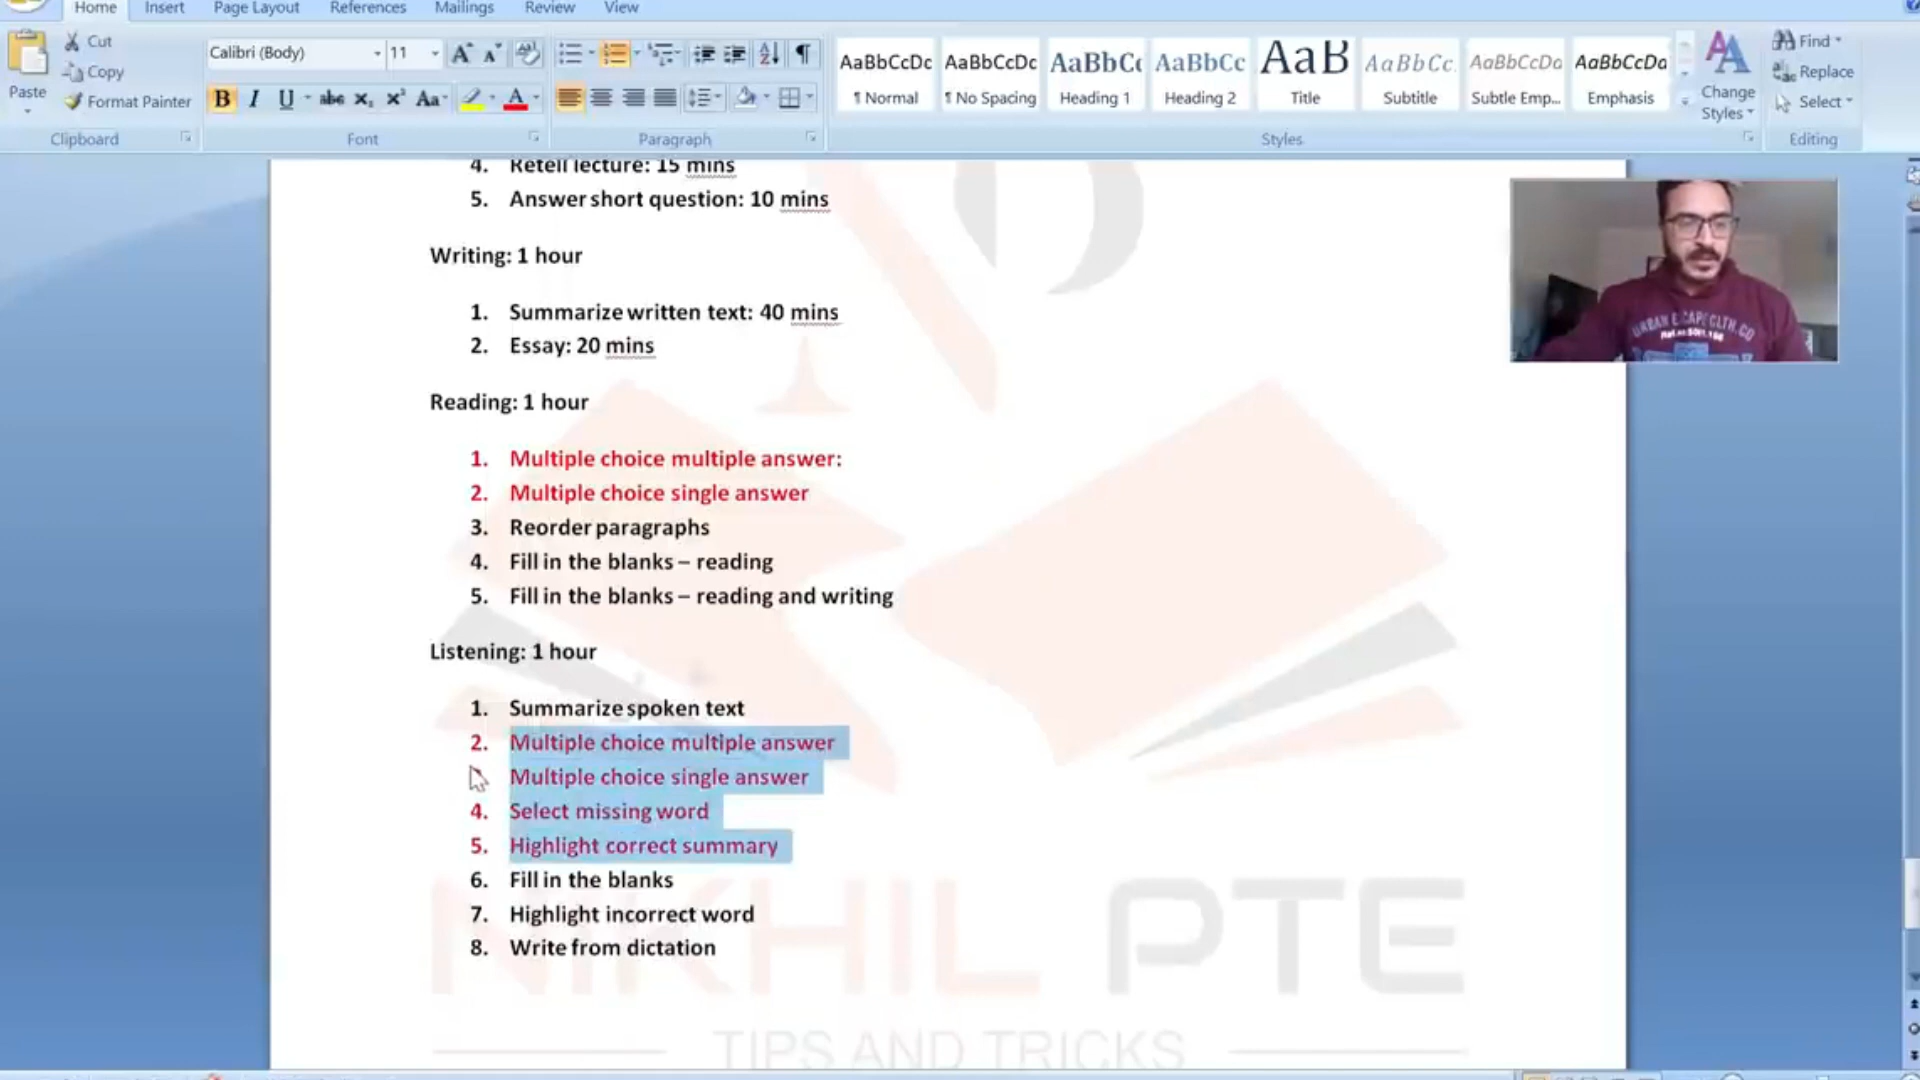 Home Insert Page Layout References Mailings Review View
Cut
Copy
Format Painter
Paste
Calibri (Body) 11
AaBbCcDc AaBbCcDc AaBbCc AaBbCc AaB AaBbCc. AaBbCcDa AaBbCcDa
¶ Normal ¶ No Spacing Heading 1 Heading 2 Title Subtitle Subtle Emp... Emphasis
Change Styles
Find
Replace
Select
Clipboard Font Paragraph Styles Editing
4. Retell lecture: 15 mins
5. Answer short question: 10 mins
Writing: 1 hour
1. Summarize written text: 40 mins
2. Essay: 20 mins
Reading: 1 hour
1. Multiple choice multiple answer:
2. Multiple choice single answer
3. Reorder paragraphs
4. Fill in the blanks – reading
5. Fill in the blanks – reading and writing
Listening: 1 hour
1. Summarize spoken text
2. Multiple choice multiple answer
Multiple choice single answer
4. Select missing word
5. Highlight correct summary
6. Fill in the blanks
7. Highlight incorrect word
8. Write from dictation
NIKHIL PTE
TIPS AND TRICKS